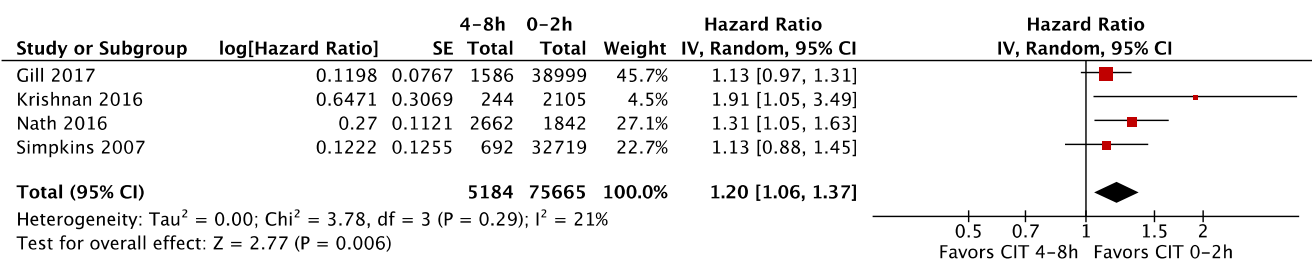 4–8h 0–2h Hazard Ratio Hazard Ratio
Study or Subgroup log[Hazard Ratio] SE Total Total Weight IV, Random, 95% CI IV, Random, 95% CI
Gill 2017 0.1198 0.0767 1586 38999 45.7% 1.13 [0.97, 1.31]
Krishnan 2016 0.6471 0.3069 244 2105 4.5% 1.91 [1.05, 3.49]
Nath 2016 0.27 0.1121 2662 1842 27.1% 1.31 [1.05, 1.63]
Simpkins 2007 0.1222 0.1255 692 32719 22.7% 1.13 [0.88, 1.45]
Total (95% CI) 5184 75665 100.0% 1.20 [1.06, 1.37]
Heterogeneity: Tau² = 0.00; Chi² = 3.78, df = 3 (P = 0.29); I² = 21%
Test for overall effect: Z = 2.77 (P = 0.006)
0.5 0.7 1 1.5 2
Favors CIT 4–8h Favors CIT 0–2h